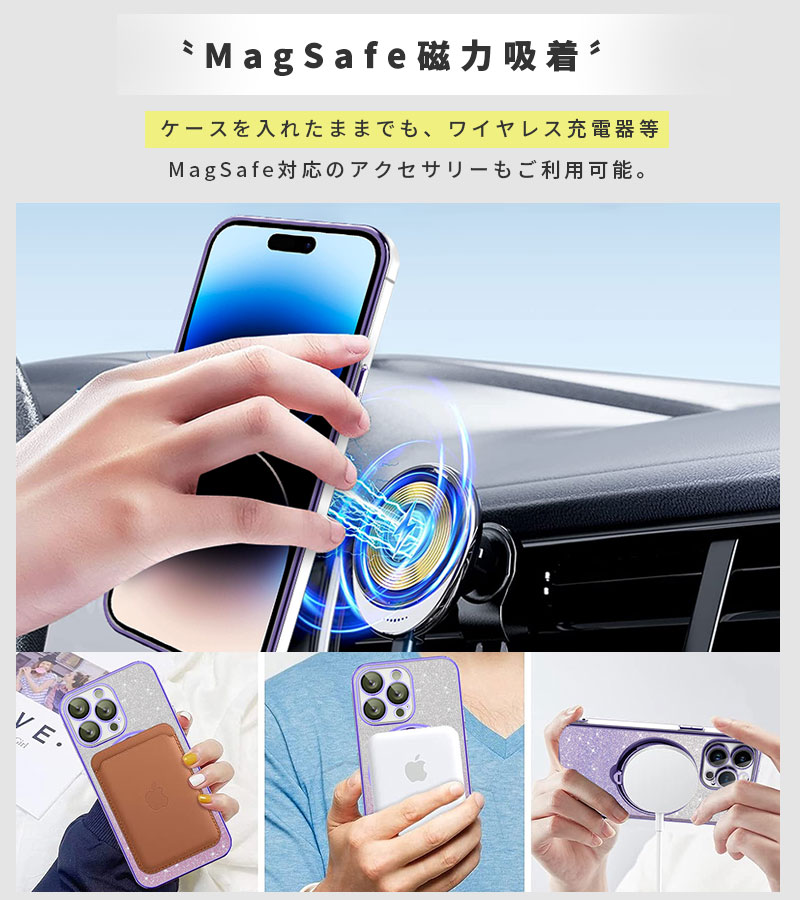 〝MagSafe磁力吸着〞
ケースを入れたままでも、ワイヤレス充電器等
MagSafe対応のアクセサリーもご利用可能。
VE.
Girl